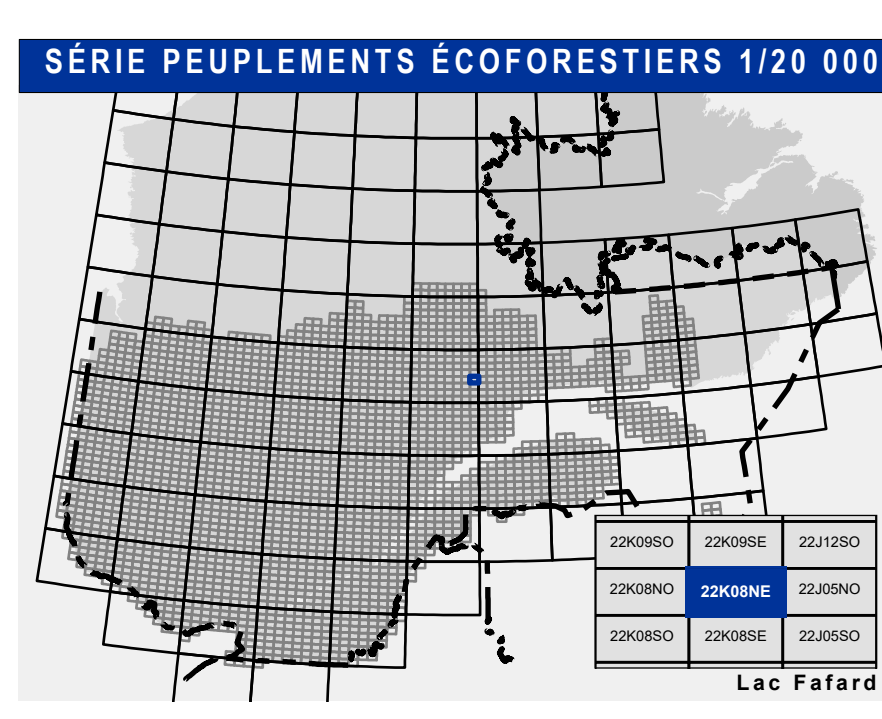 SÉRIE PEUPLEMENTS ÉCOFORESTIERS 1/20 000
22K09SO 22K09SE 22J12SO
22K08NO 22K08NE 22J05NO
22K08SO 22K08SE 22J05SO
Lac Fafard